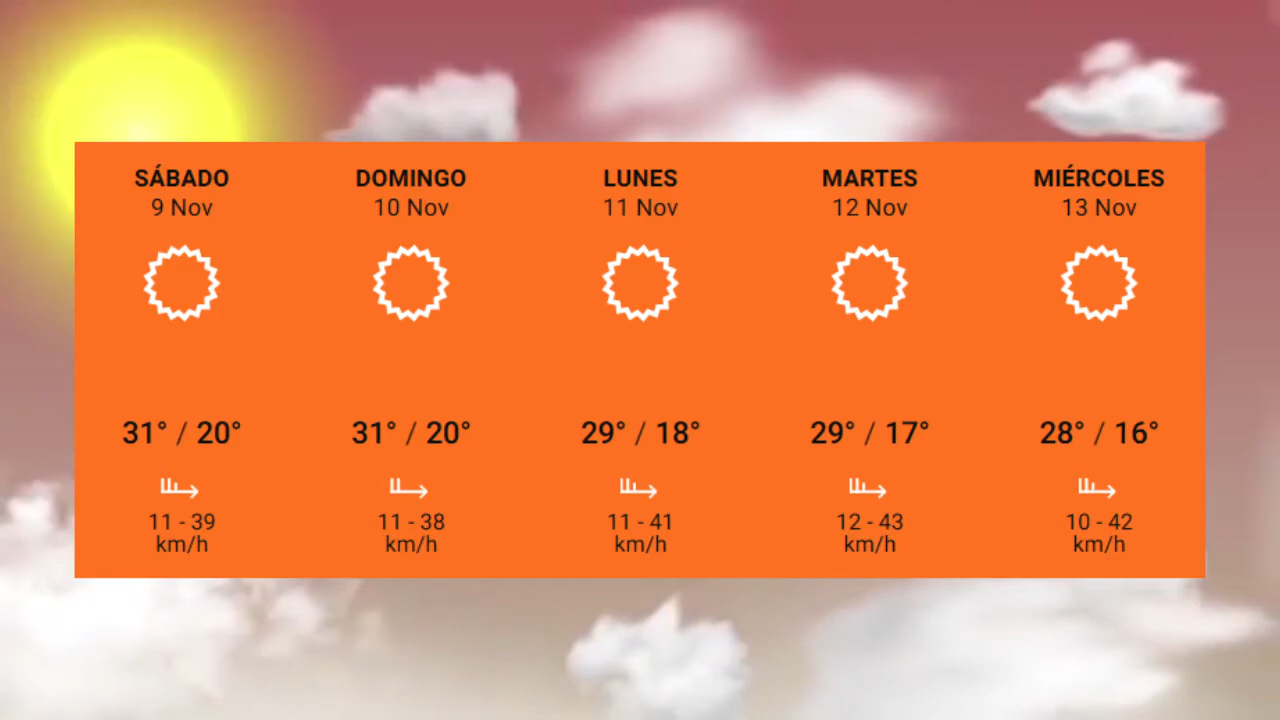 SÁBADO
9 Nov
31° / 20°
11 - 39
km/h
DOMINGO
10 Nov
31° / 20°
11 - 38
km/h
LUNES
11 Nov
29° / 18°
11 - 41
km/h
MARTES
12 Nov
29° / 17°
12 - 43
km/h
MIÉRCOLES
13 Nov
28° / 16°
10 - 42
km/h